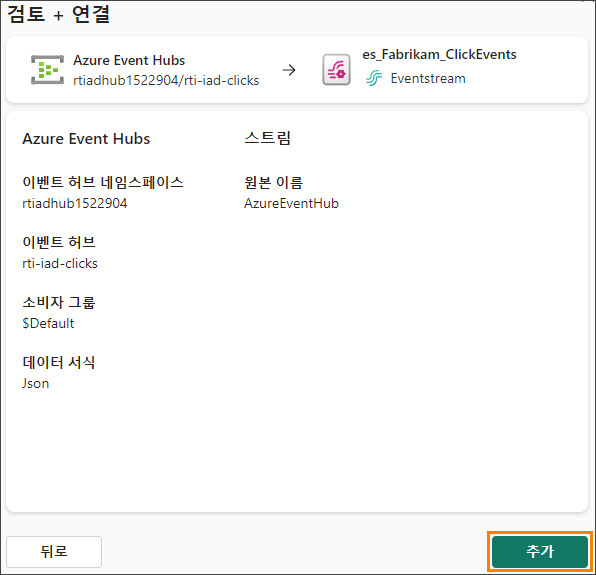 검토 + 연결
Azure Event Hubs
rtiadhub1522904/rti-iad-clicks
es_Fabrikam_ClickEvents
Eventstream
Azure Event Hubs
이벤트 허브 네임스페이스
rtiadhub1522904
이벤트 허브
rti-iad-clicks
소비자 그룹
$Default
데이터 서식
Json
스트림
원본 이름
AzureEventHub
뒤로
추가